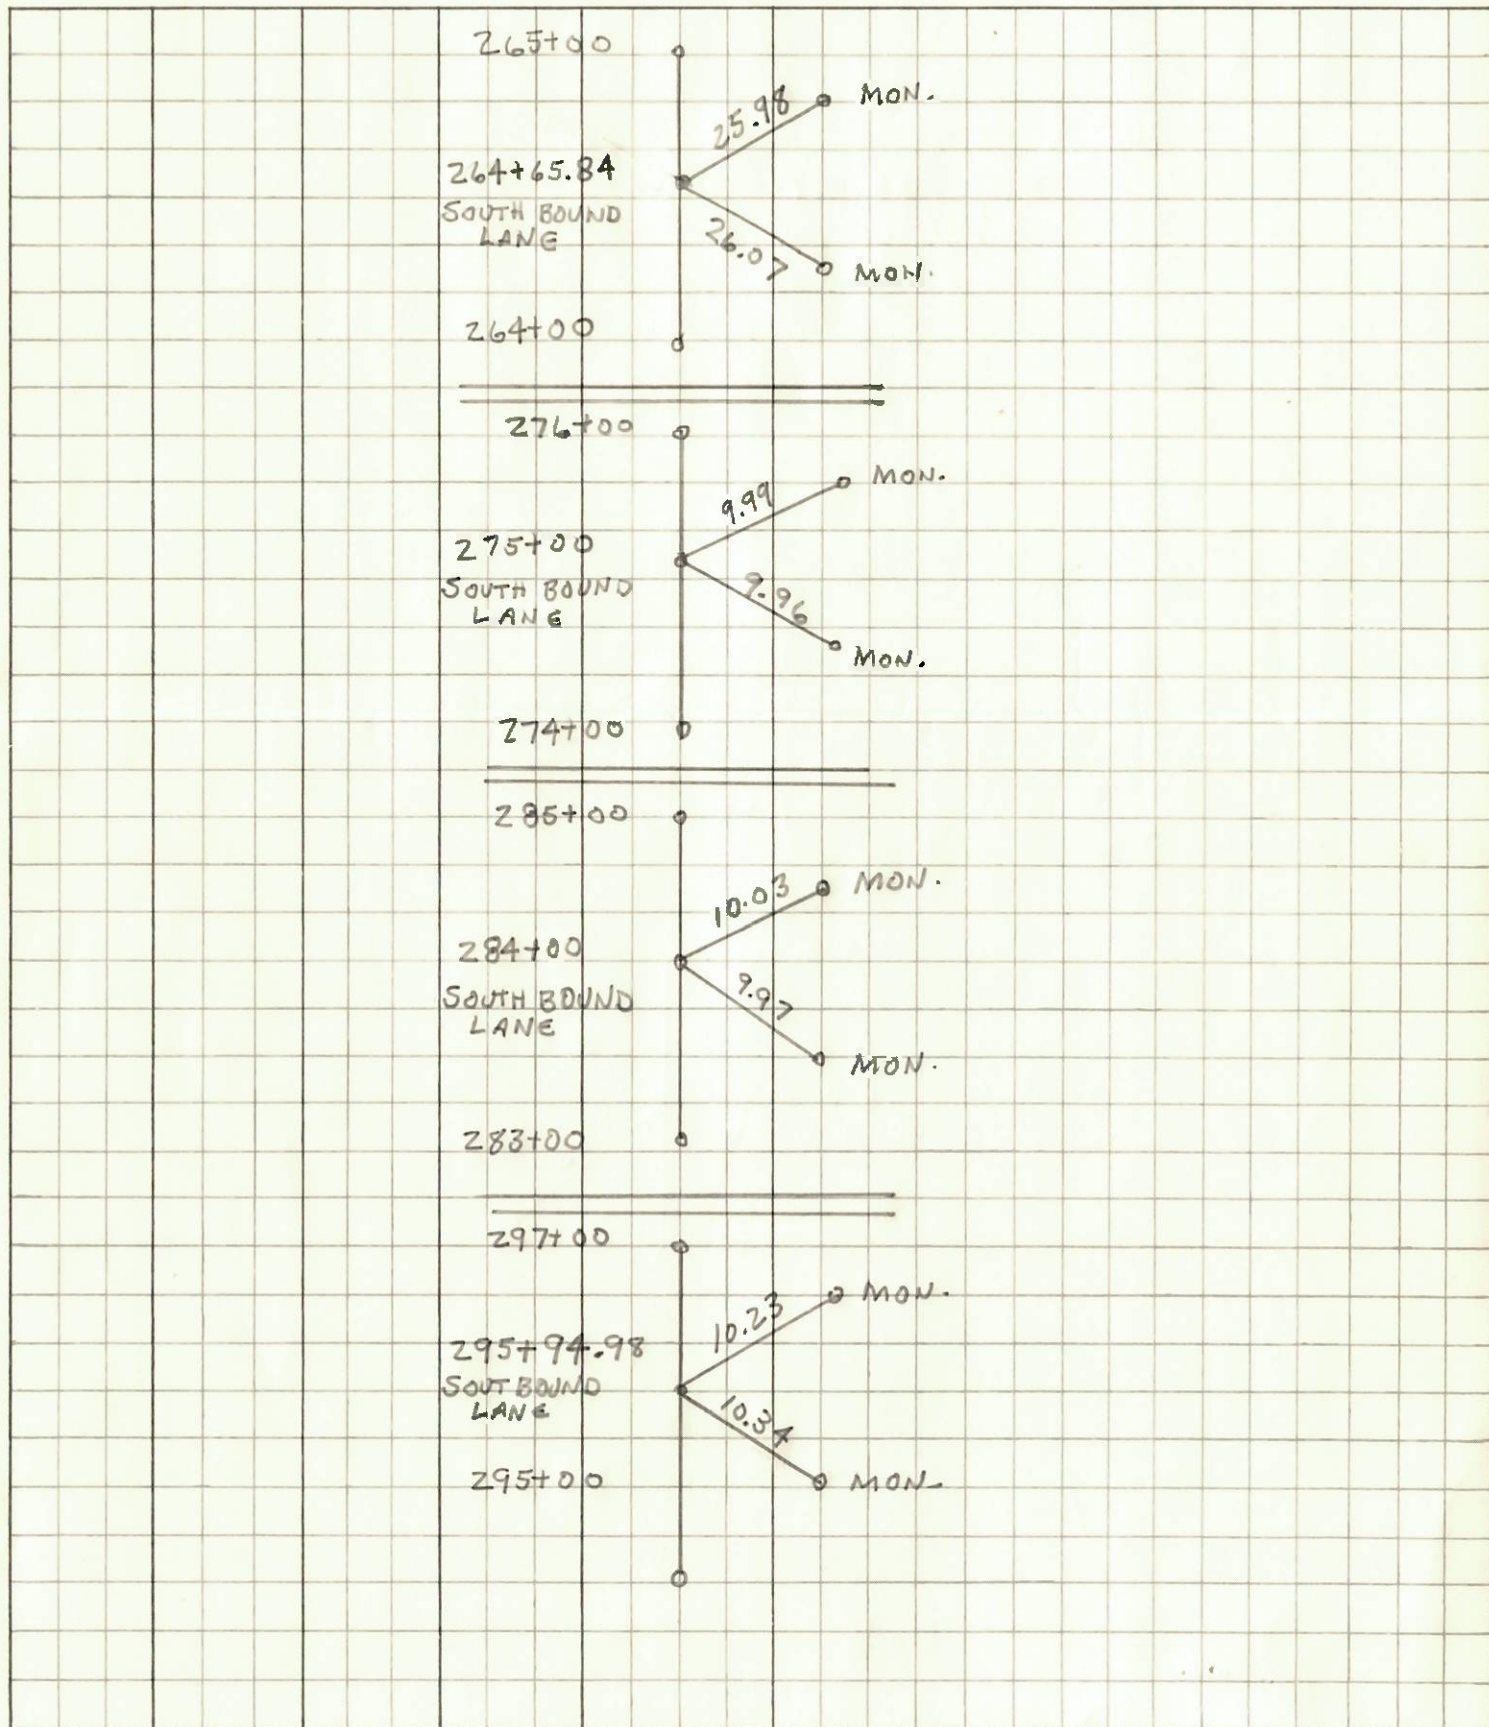 265+00
25.98 MON.
264+65.84
SOUTH BOUND
LANE
26.07 MON.
264+00
276+00
9.99 MON.
275+00
SOUTH BOUND
LANE
9.96 MON.
274+00
285+00
10.03 MON.
284+00
SOUTH BOUND
LANE
9.97 MON.
283+00
297+00
10.23 MON.
295+94.98
SOUT BOUND
LANE
10.34
295+00 MON.